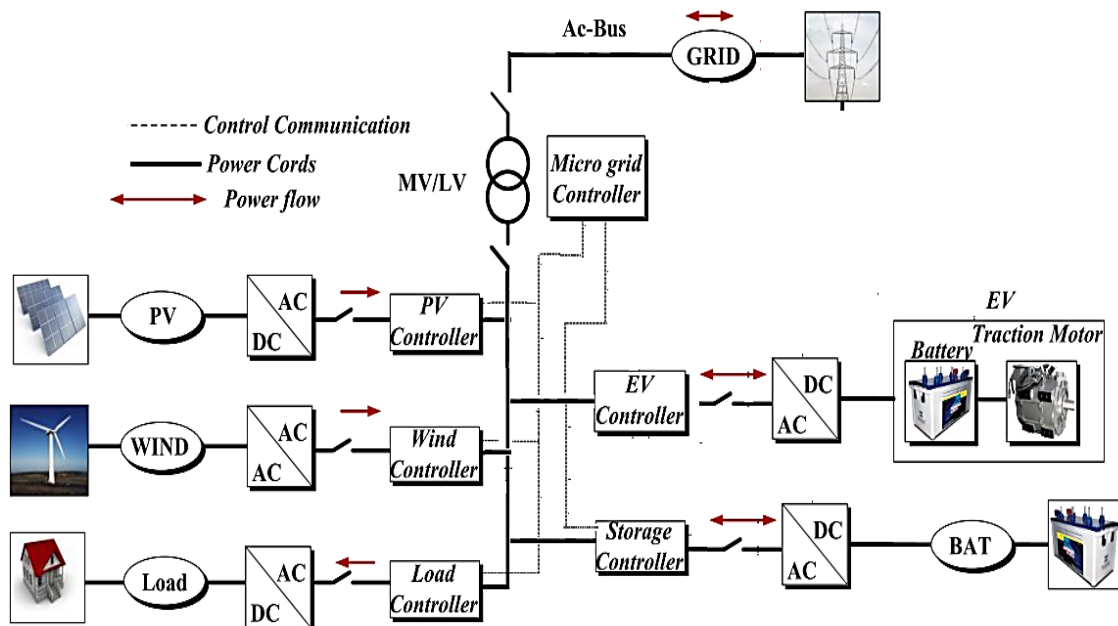 Ac-Bus
GRID
Control Communication
Power Cords
Power flow
MV/LV
Micro grid
Controller
PV
AC
DC
PV
Controller
EV
Battery
Traction Motor
EV
Controller
DC
AC
WIND
AC
AC
Wind
Controller
Load
AC
DC
Load
Controller
Storage
Controller
DC
AC
BAT